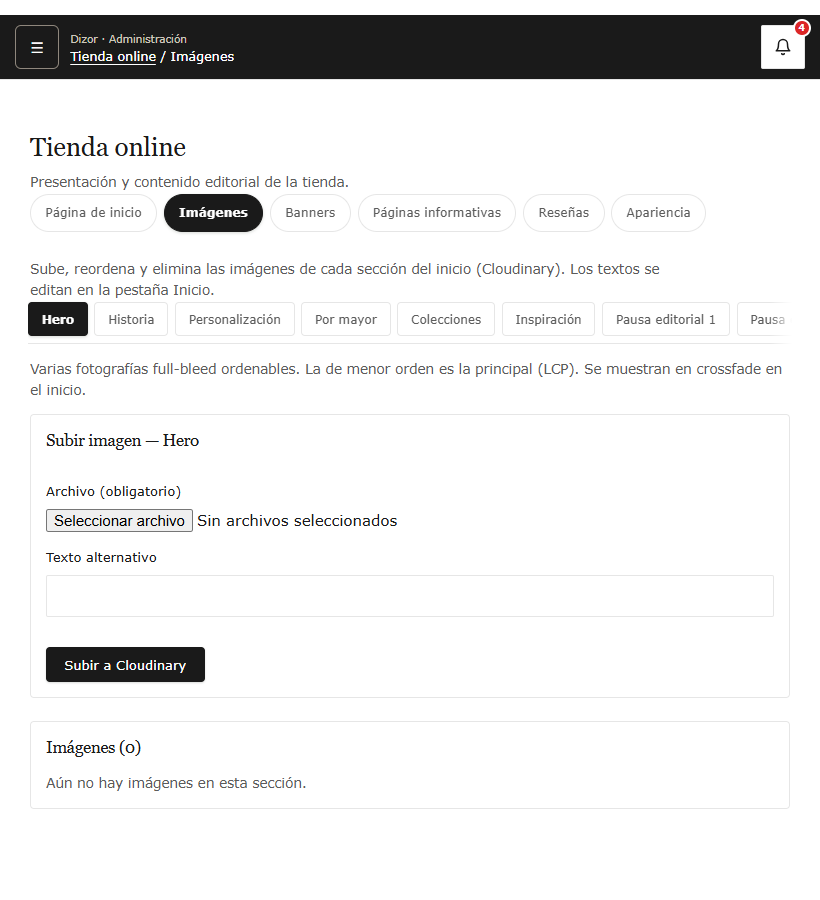 ☰
Dizor · Administración
Tienda online / Imágenes
4
Tienda online
Presentación y contenido editorial de la tienda.
Página de inicio Imágenes Banners Páginas informativas Reseñas Apariencia
Sube, reordena y elimina las imágenes de cada sección del inicio (Cloudinary). Los textos se
editan en la pestaña Inicio.
Hero Historia Personalización Por mayor Colecciones Inspiración Pausa editorial 1 Pausa
Varias fotografías full-bleed ordenables. La de menor orden es la principal (LCP). Se muestran en crossfade en
el inicio.
Subir imagen — Hero
Archivo (obligatorio)
Seleccionar archivo Sin archivos seleccionados
Texto alternativo
Subir a Cloudinary
Imágenes (0)
Aún no hay imágenes en esta sección.